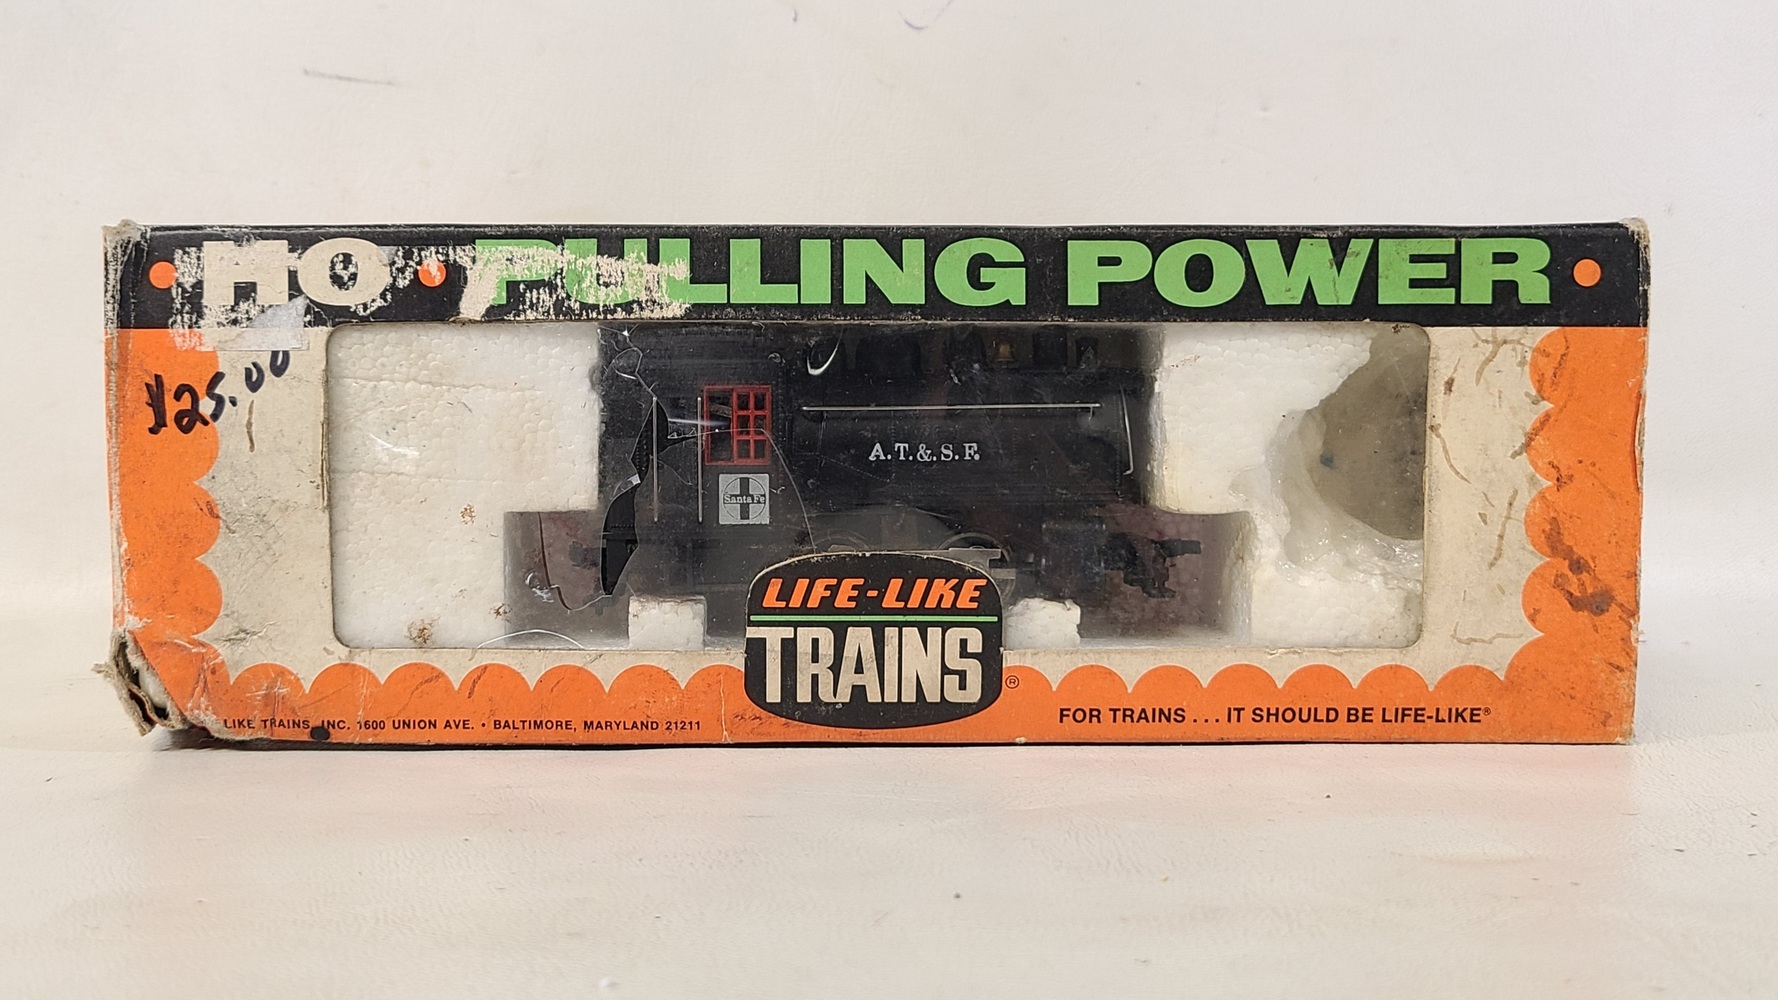 HO • PULLING POWER •
$25.00
A.T.&S.F.
Santa Fe
LIFE-LIKE
TRAINS ®
LIKE TRAINS, INC. 1600 UNION AVE. • BALTIMORE, MARYLAND 21211
FOR TRAINS . . . IT SHOULD BE LIFE-LIKE®